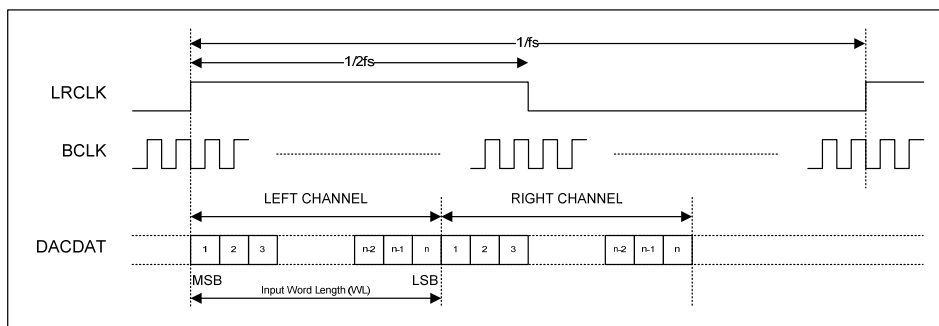 1/fs
1/2fs
LRCLK
BCLK
LEFT CHANNEL RIGHT CHANNEL
DACDAT
1 2 3 n-2 n-1 n 1 2 3 n-2 n-1 n
MSB LSB
Input Word Length (WL)